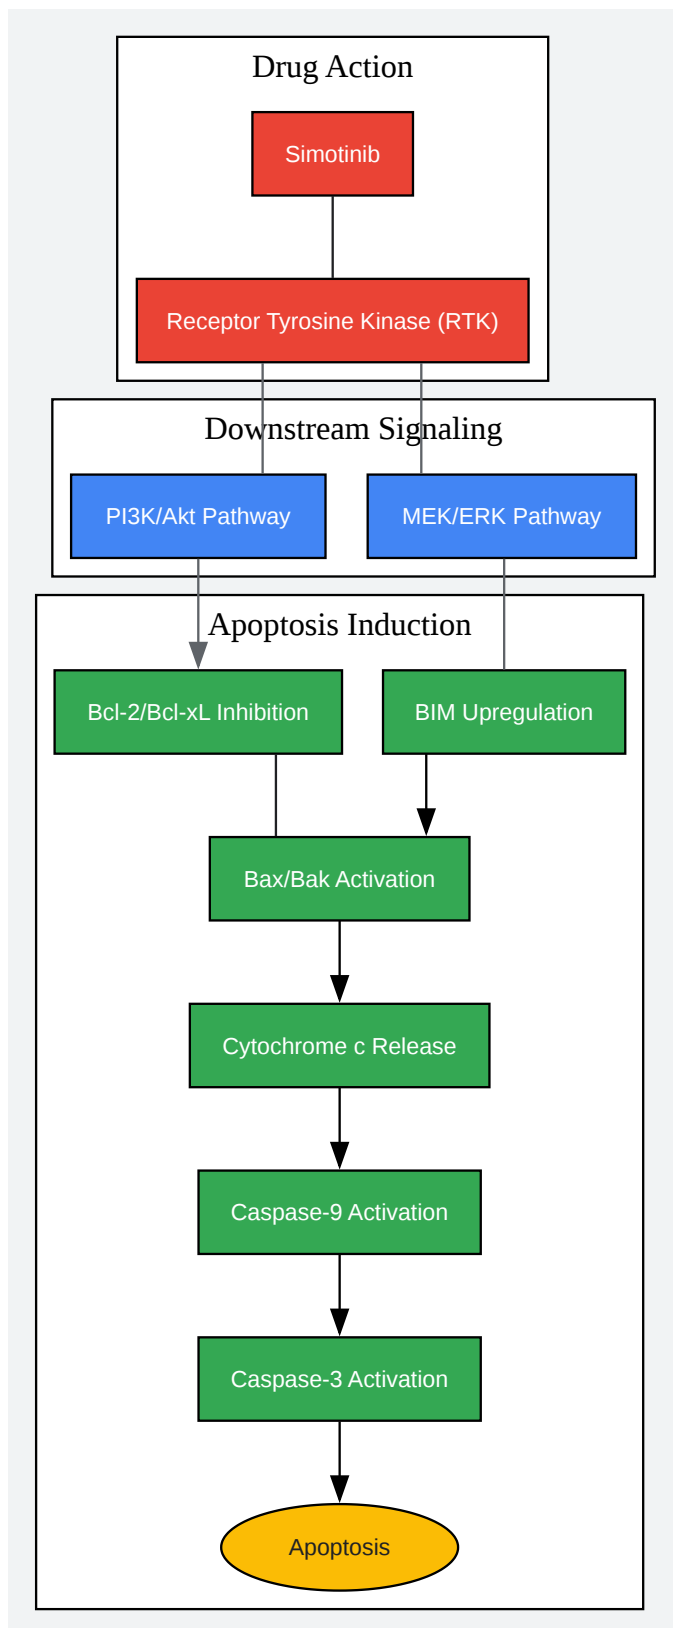 Drug Action
Simotinib
Receptor Tyrosine Kinase (RTK)
Downstream Signaling
PI3K/Akt Pathway
MEK/ERK Pathway
Apoptosis Induction
Bcl-2/Bcl-xL Inhibition
BIM Upregulation
Bax/Bak Activation
Cytochrome c Release
Caspase-9 Activation
Caspase-3 Activation
Apoptosis